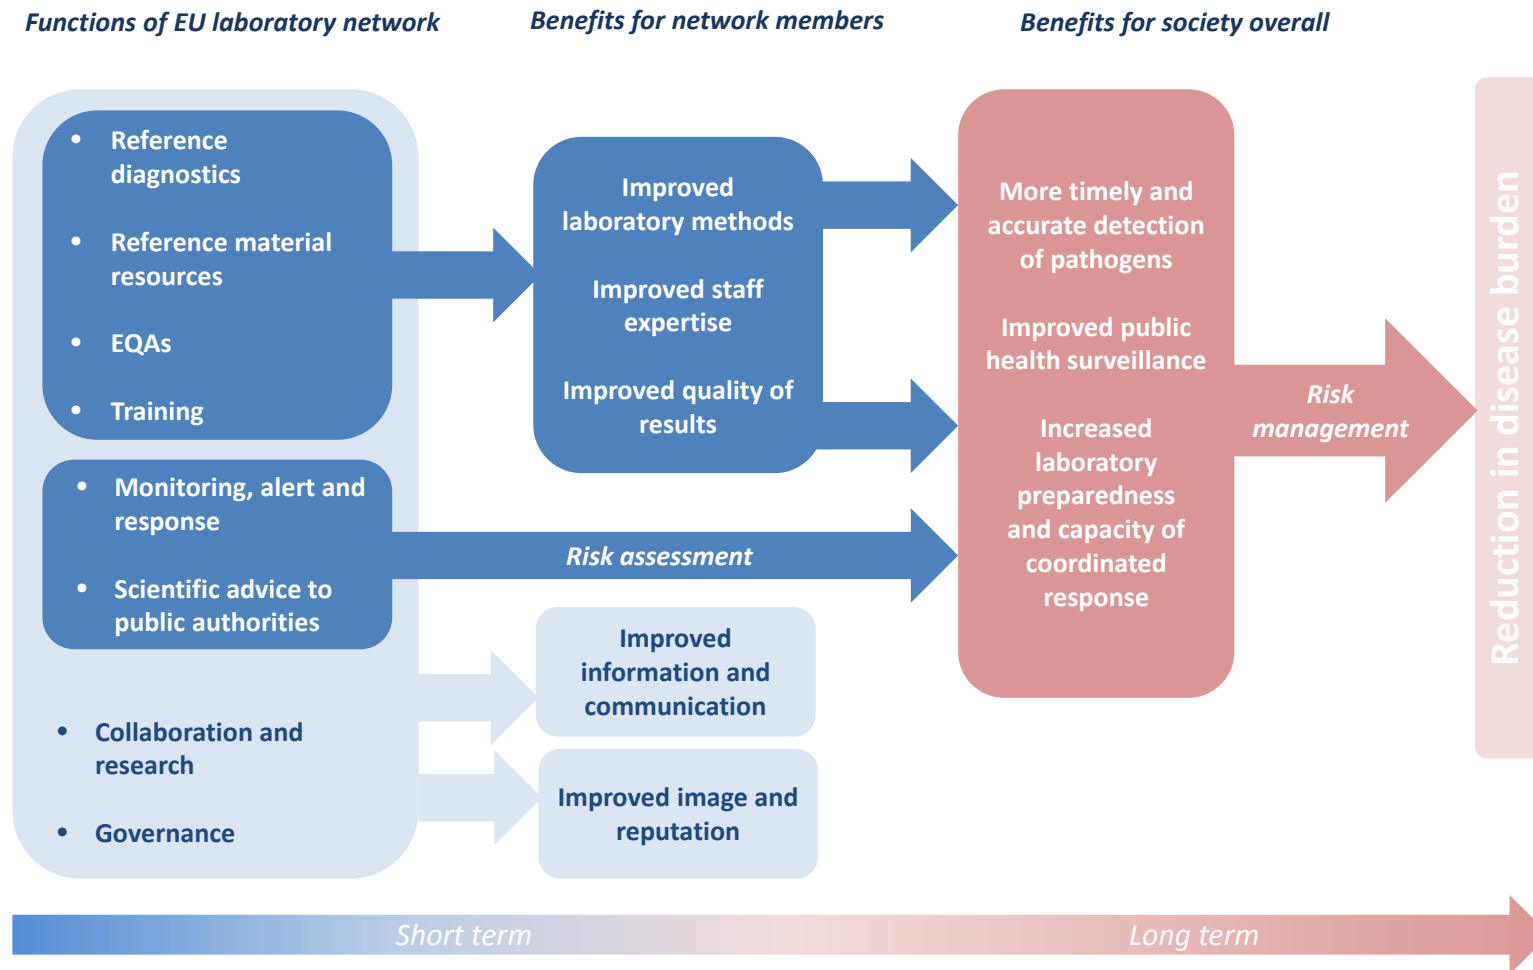 Functions of EU laboratory network
Benefits for network members
Benefits for society overall
• Reference
diagnostics
• Reference material
resources
• EQAs
• Training
• Monitoring, alert and
response
• Scientific advice to
public authorities
• Collaboration and
research
• Governance
Improved
laboratory methods
Improved staff
expertise
Improved quality of
results
Risk assessment
Improved
information and
communication
Improved image and
reputation
More timely and
accurate detection
of pathogens
Improved public
health surveillance
Increased
laboratory
preparedness
and capacity of
coordinated
response
Risk
management
Reduction in disease burden
Short term
Long term